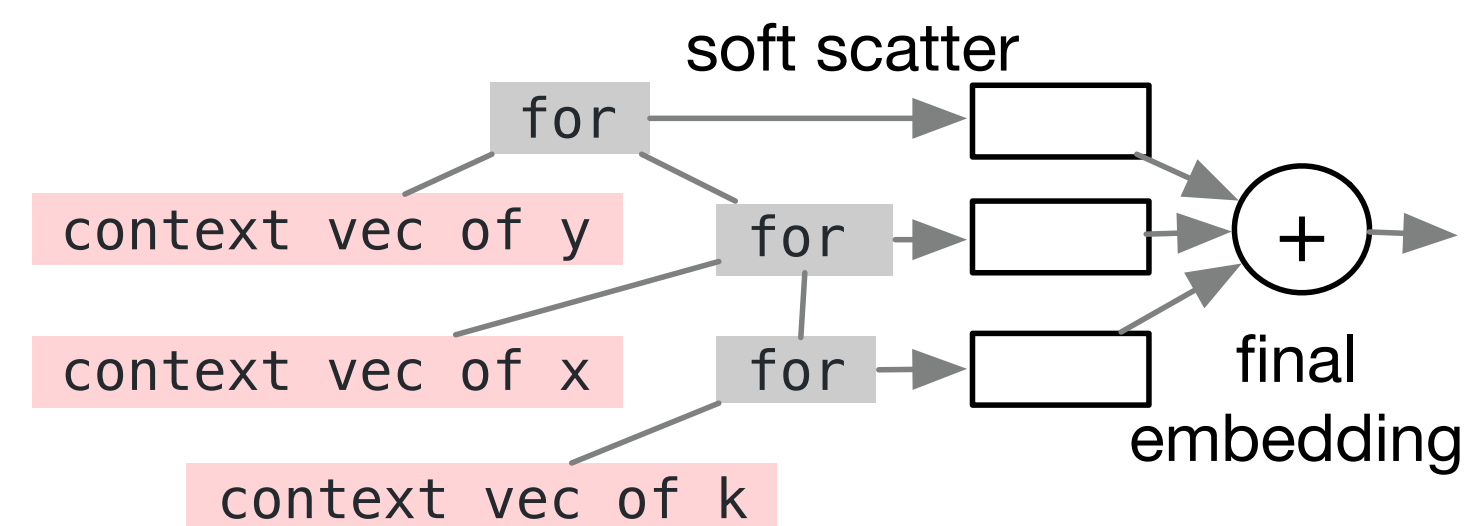 soft scatter
for
context vec of y
for
context vec of x
for
+
final
embedding
context vec of k